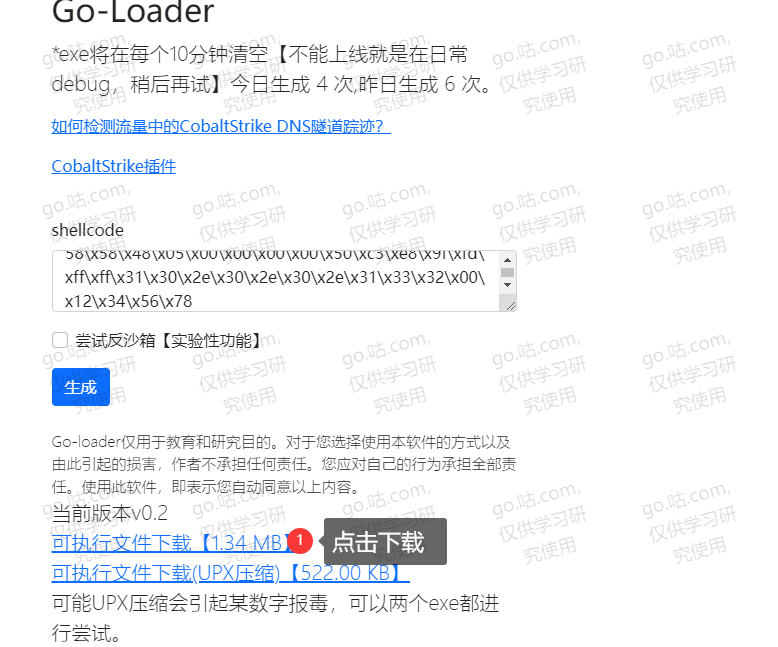 Go-Loader
*exe将在每个10分钟清空【不能上线就是在日常
debug，稍后再试】今日生成 4 次,昨日生成 6 次。
如何检测流量中的CobaltStrike DNS隧道踪迹？
CobaltStrike插件
shellcode
58\x58\x48\x05\x00\x00\x00\x00\x50\xc3\xe8\x9f\xfd\
xff\xff\x31\x30\x2e\x30\x2e\x30\x2e\x31\x33\x32\x00\
x12\x34\x56\x78
尝试反沙箱【实验性功能】
生成
Go-loader仅用于教育和研究目的。对于您选择使用本软件的方式以及
由此引起的损害，作者不承担任何责任。您应对自己的行为承担全部责
任。使用此软件，即表示您自动同意以上内容。
当前版本v0.2
可执行文件下载【1.34 MB】
1
点击下载
可执行文件下载(UPX压缩)【522.00 KB】
可能UPX压缩会引起某数字报毒，可以两个exe都进
行尝试。
go.咕.com,
仅供学习研
究使用